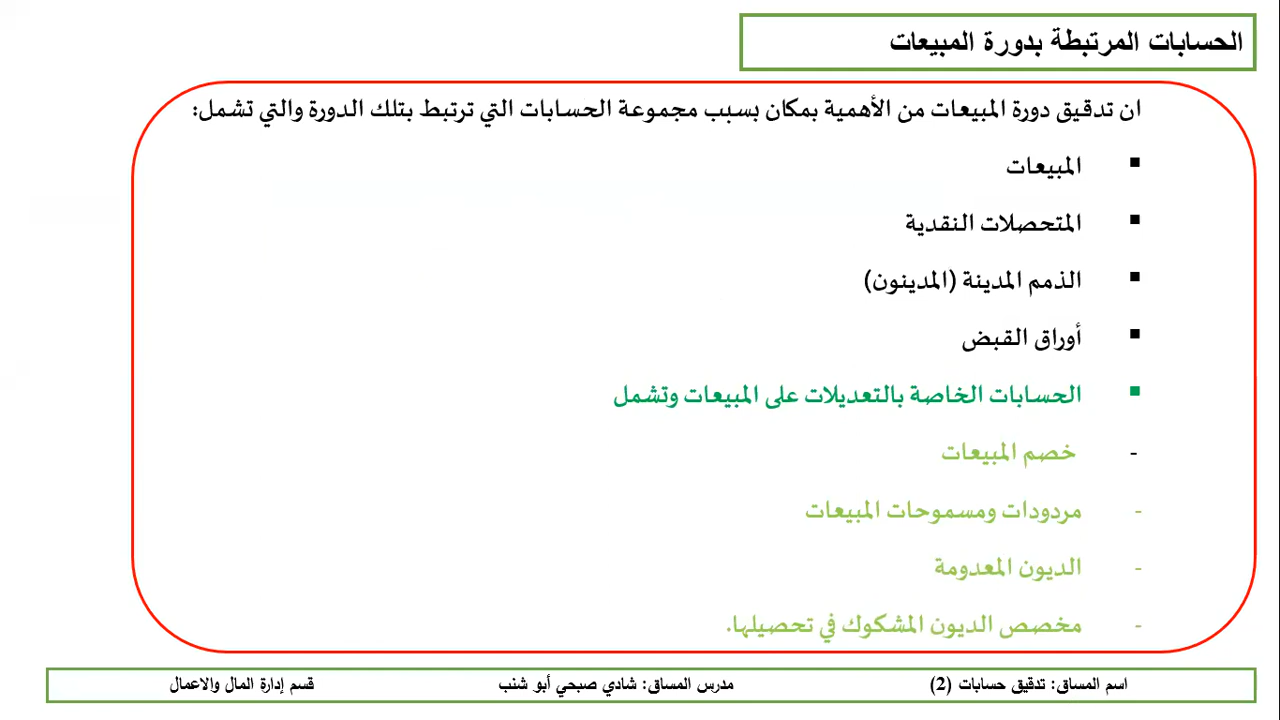 الحسابات المرتبطة بدورة المبيعات
ان تدقيق دورة المبيعات من الأهمية بمكان بسبب مجموعة الحسابات التي ترتبط بتلك الدورة والتي تشمل:
▪ المبيعات
▪ المتحصلات النقدية
▪ الذمم المدينة (المدينون)
▪ أوراق القبض
▪ الحسابات الخاصة بالتعديلات على المبيعات وتشمل
- خصم المبيعات
- مردودات ومسموحات المبيعات
- الديون المعدومة
- مخصص الديون المشكوك في تحصيلها.
اسم المساق: تدقيق حسابات (2) مدرس المساق: شادي صبحي أبو شنب قسم إدارة المال والاعمال